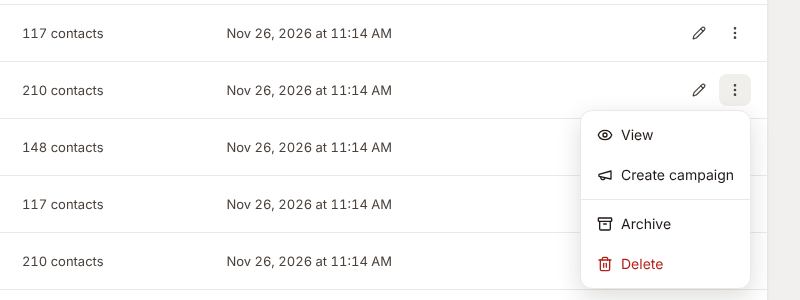 117 contacts Nov 26, 2026 at 11:14 AM
210 contacts Nov 26, 2026 at 11:14 AM
View
148 contacts Nov 26, 2026 at 11:14 AM
Create campaign
117 contacts Nov 26, 2026 at 11:14 AM
Archive
210 contacts Nov 26, 2026 at 11:14 AM
Delete